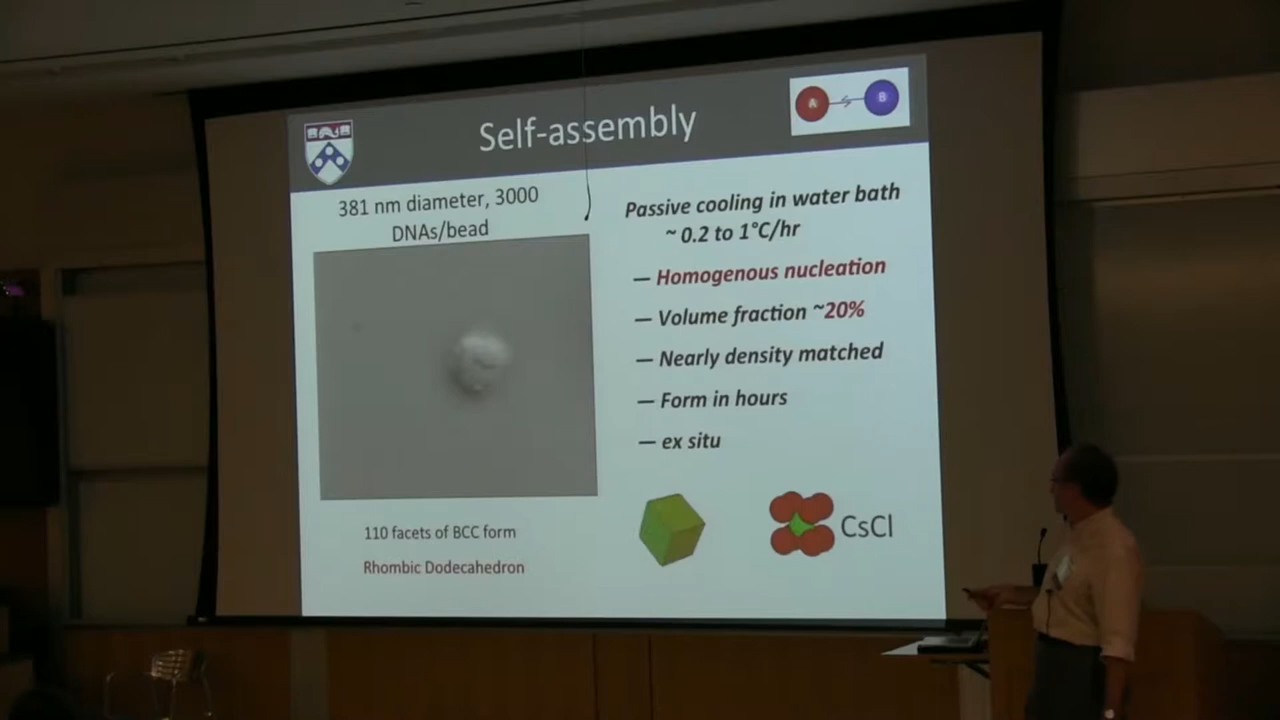 Self-assembly
A
B
381 nm diameter, 3000
DNAs/bead
Passive cooling in water bath
~ 0.2 to 1°C/hr
— Homogenous nucleation
— Volume fraction ~20%
— Nearly density matched
— Form in hours
— ex situ
110 facets of BCC form
Rhombic Dodecahedron
CsCl